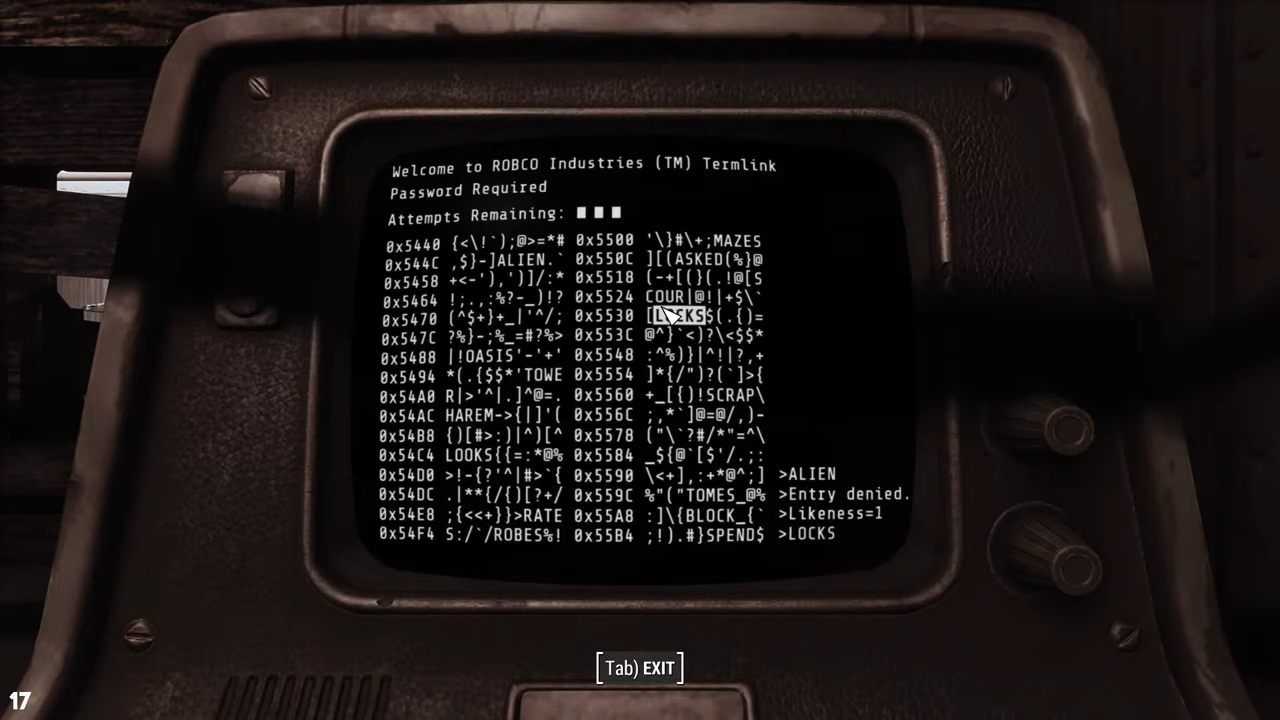 Welcome to ROBCO Industries (TM) Termlink
Password Required
Attempts Remaining: ■ ■ ■
0x5440 {<\!`);@>=*# 0x5500 '\}#\+;MAZES
0x544C ,$}-]ALIEN.` 0x550C ][(ASKED(%}@
0x5458 +<-'),')]/:* 0x5518 (-+[(}(.!@[S
0x5464 !;.,:%?-_)!? 0x5524 COUR|@!|+$\`
0x5470 (^$+}+_|'^/; 0x5530 [LOCKS$(.{)=
0x547C ?%}-;%_=#?%> 0x553C @^}`<)?\<$$*
0x5488 |!OASIS'-'+' 0x5548 :^%)}|^!|?,+
0x5494 *(.{$$*'TOWE 0x5554 ]*{/")?(`]>{
0x54A0 R|>'^|.]^@=. 0x5560 +_[{)!SCRAP\
0x54AC HAREM->{|]'( 0x556C ;,*`]@=@/,)-
0x54B8 {)[#>:)|^)[^ 0x5578 ("\`?#/*"=^\
0x54C4 LOOKS{{=:*@% 0x5584 _${@`[$'/.;:
0x54D0 >!-{?'^|#>`{ 0x5590 \<+],:+*@^;] >ALIEN
0x54DC .|**{/{)[?+/ 0x559C %"("TOMES_@% >Entry denied.
0x54E8 ;{<<+}}>RATE 0x55A8 :]\{BLOCK_{` >Likeness=1
0x54F4 S:/`/ROBES%! 0x55B4 ;!).#}SPEND$ >LOCKS
[Tab) EXIT]
17